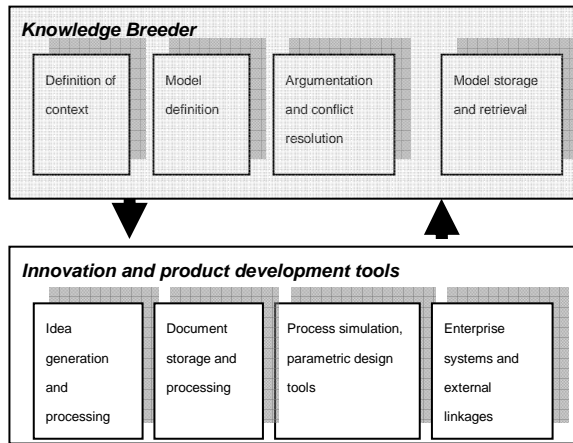 Knowledge Breeder
Definition of
context
Model
definition
Argumentation
and conflict
resolution
Model storage
and retrieval
Innovation and product development tools
Idea
generation
and
processing
Document
storage and
processing
Process simulation,
parametric design
tools
Enterprise
systems and
external
linkages